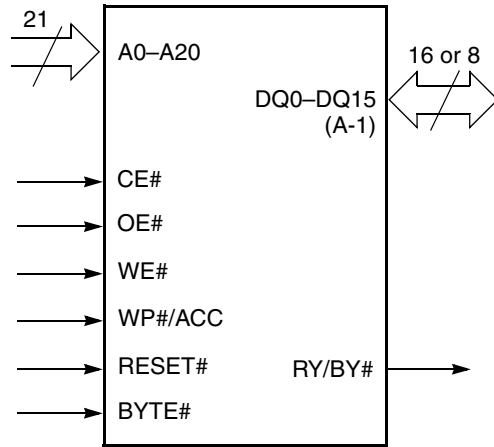 21
A0–A20
16 or 8
DQ0–DQ15
(A-1)
CE#
OE#
WE#
WP#/ACC
RESET#
RY/BY#
BYTE#